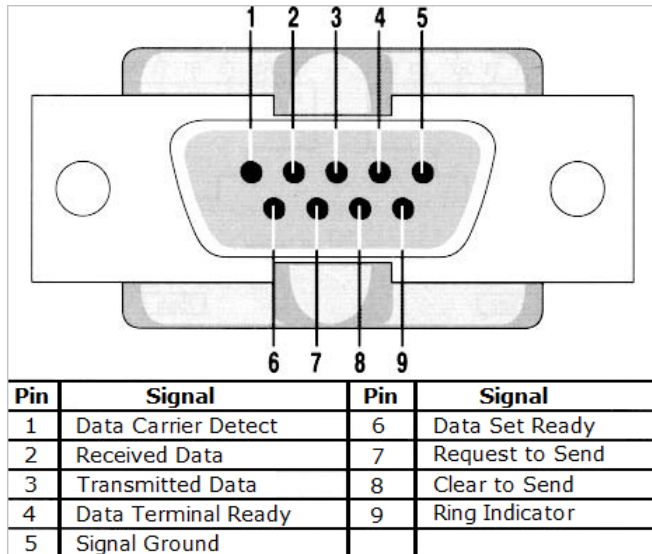 1 2 3 4 5
6 7 8 9
Pin Signal Pin Signal
1 Data Carrier Detect 6 Data Set Ready
2 Received Data 7 Request to Send
3 Transmitted Data 8 Clear to Send
4 Data Terminal Ready 9 Ring Indicator
5 Signal Ground